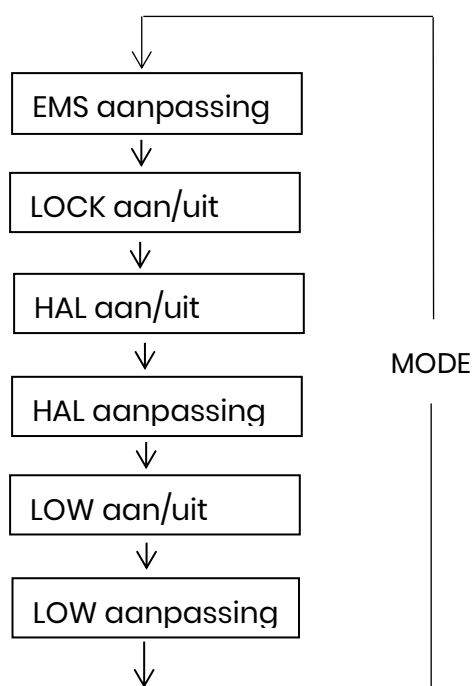 EMS aanpassing
LOCK aan/uit
HAL aan/uit
MODE
HAL aanpassing
LOW aan/uit
LOW aanpassing